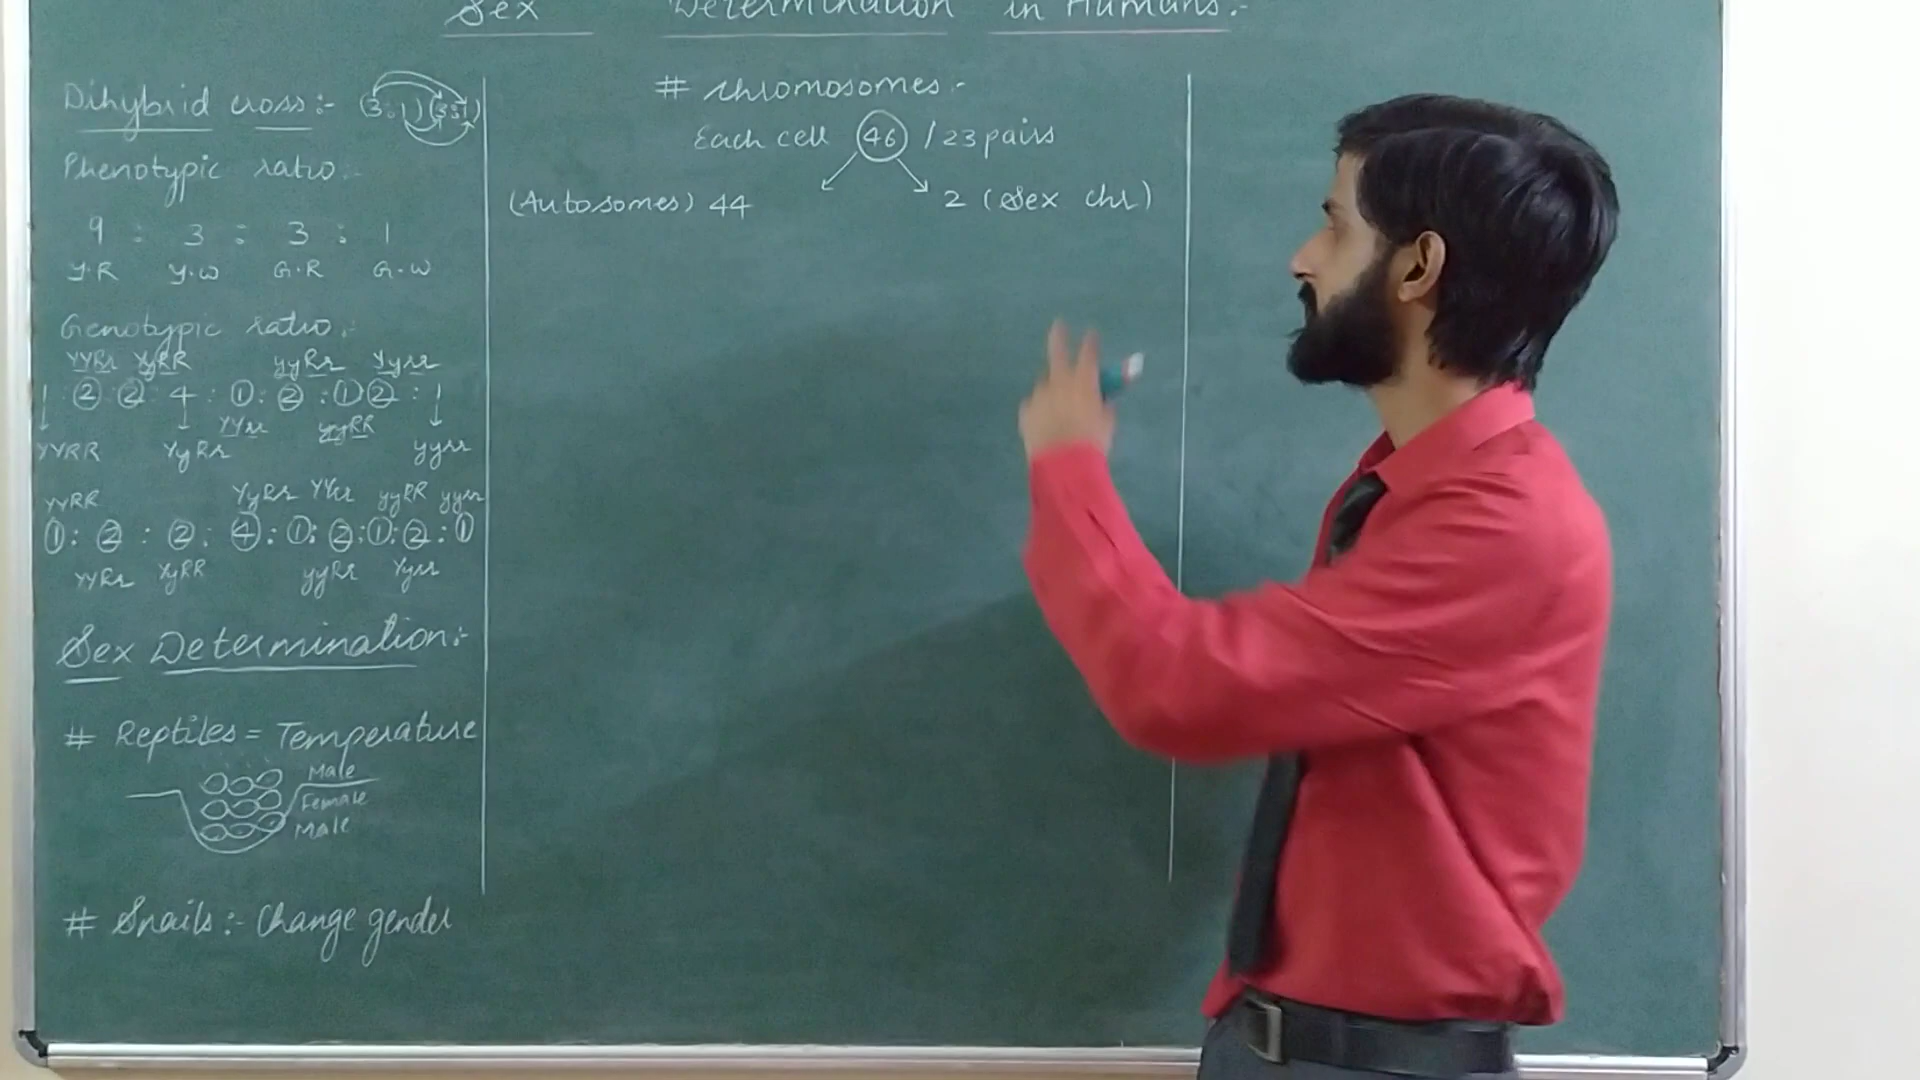 Sex Determination in Humans:-
Dihybrid cross:- (3:1)(3:1)
Phenotypic ratio:-
9 : 3 : 3 : 1
Y.R Y.W G.R G.W
Genotypic ratio:-
YYRr YyRR yyRr Yyrr
1 : 2 : 2 : 4 : 1 : 2 : 1 2 : 1
YYrr yyRR
YYRR YyRr yyrr
YYRR YyRr YYrr yyRR yyrr
1 : 2 : 2 : 4 : 1 : 2 : 1 : 2 : 1
YYRr YyRR yyRr Yyrr
Sex Determination:-
# Reptiles = Temperature
Male
Female
Male
# Snails:- Change gender
# Chromosomes:-
Each cell 46 / 23 pairs
(Autosomes) 44 2 (Sex chr)